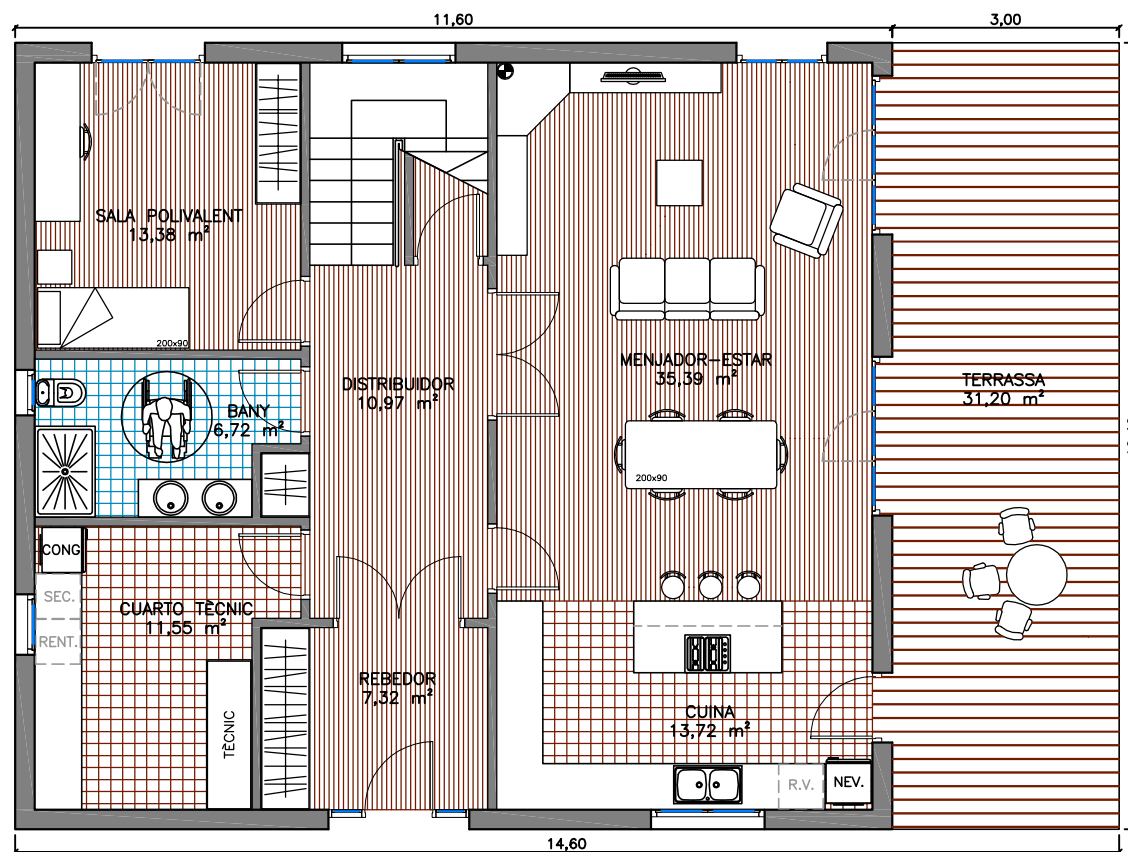 11,60
3,00
SALA POLIVALENT
13,38 m²
200x90
DISTRIBUIDOR
10,97 m²
MENJADOR-ESTAR
35,39 m²
TERRASSA
31,20 m²
BANY
6,72 m²
200x90
CONG
SEC.
CUARTO TÈCNIC
11,55 m²
RENT.
REBEDOR
7,32 m²
TÈCNIC
CUINA
13,72 m²
R.V.
NEV.
14,60